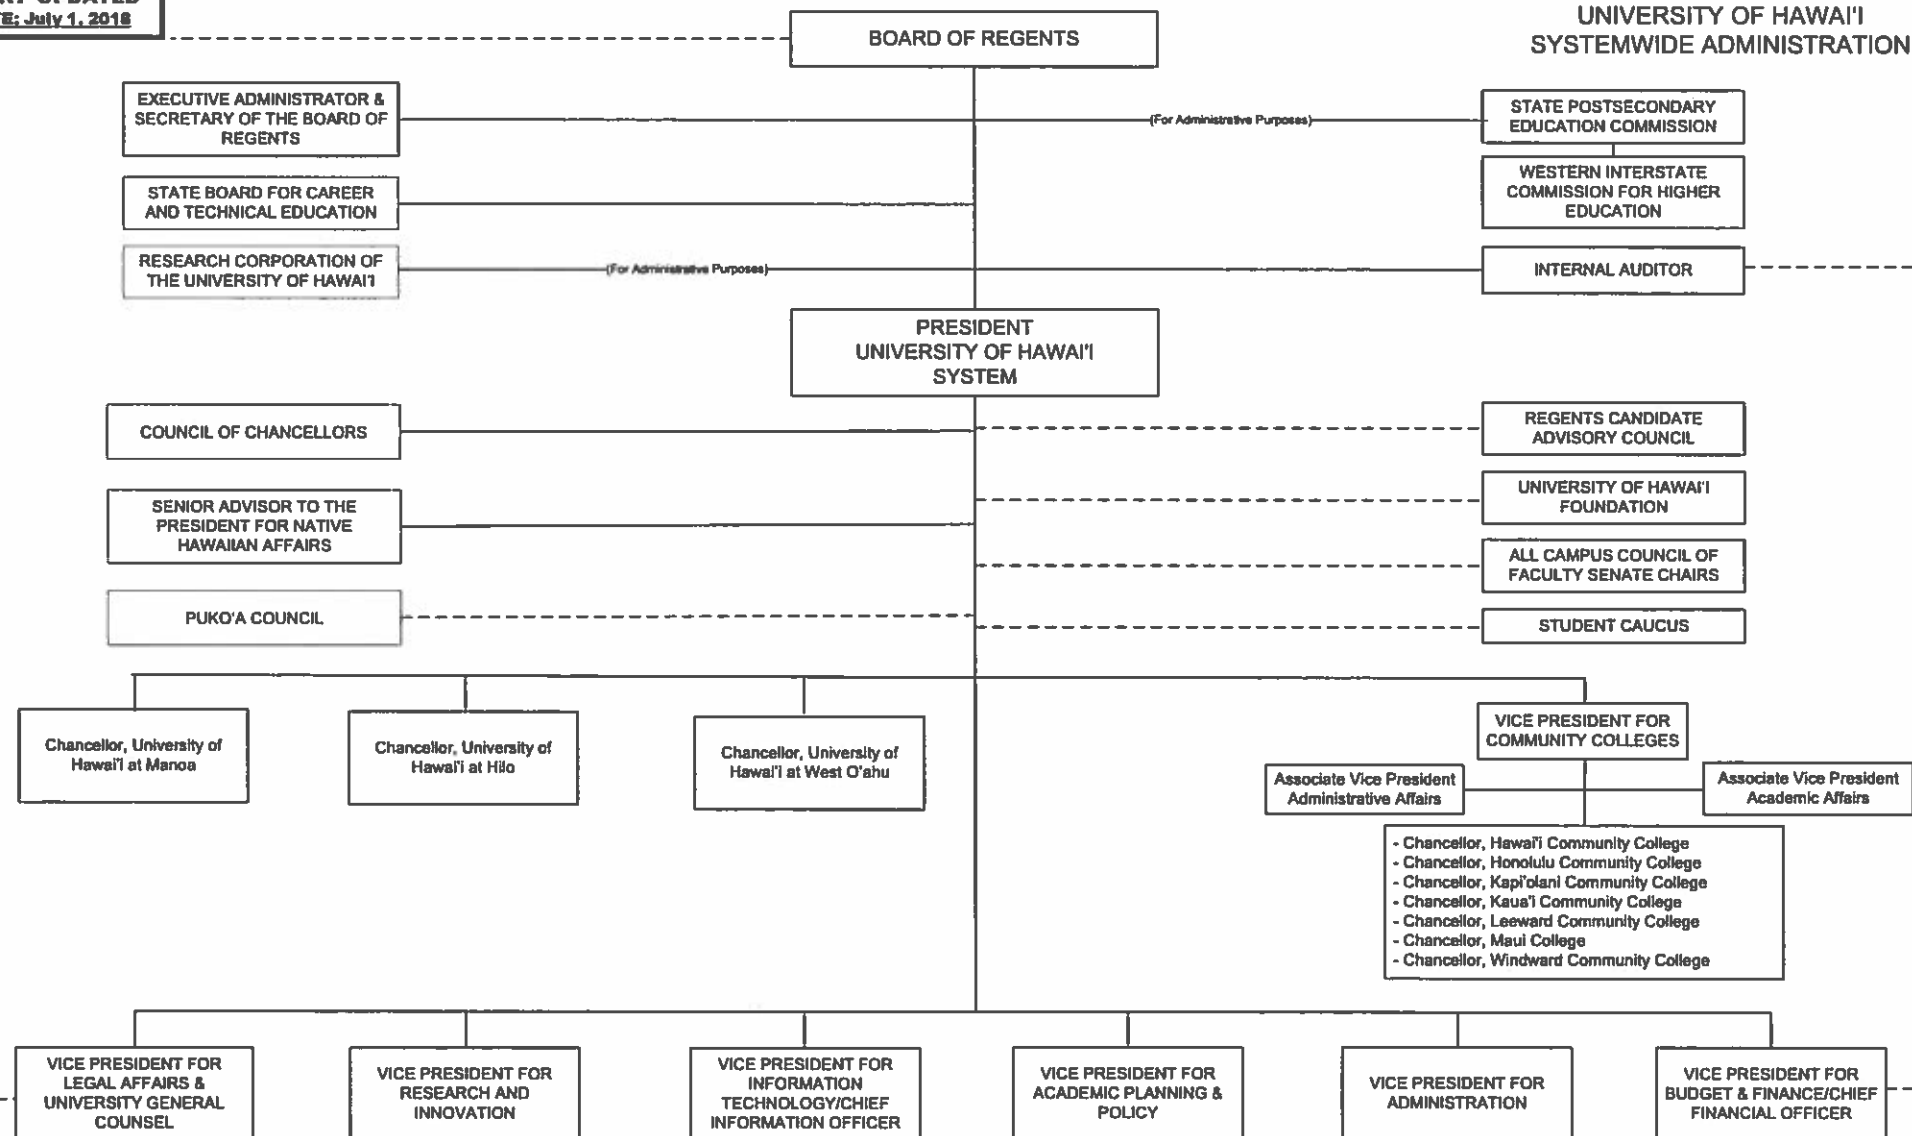 DATE: July 1, 2018
UNIVERSITY OF HAWAI'I
SYSTEMWIDE ADMINISTRATION
BOARD OF REGENTS
EXECUTIVE ADMINISTRATOR &
SECRETARY OF THE BOARD OF
REGENTS
(For Administrative Purposes)
STATE POSTSECONDARY
EDUCATION COMMISSION
STATE BOARD FOR CAREER
AND TECHNICAL EDUCATION
WESTERN INTERSTATE
COMMISSION FOR HIGHER
EDUCATION
RESEARCH CORPORATION OF
THE UNIVERSITY OF HAWAI'I
(For Administrative Purposes)
INTERNAL AUDITOR
PRESIDENT
UNIVERSITY OF HAWAI'I
SYSTEM
COUNCIL OF CHANCELLORS
REGENTS CANDIDATE
ADVISORY COUNCIL
SENIOR ADVISOR TO THE
PRESIDENT FOR NATIVE
HAWAIIAN AFFAIRS
UNIVERSITY OF HAWAI'I
FOUNDATION
ALL CAMPUS COUNCIL OF
FACULTY SENATE CHAIRS
PUKO'A COUNCIL
STUDENT CAUCUS
Chancellor, University of
Hawai'i at Manoa
Chancellor, University of
Hawai'i at Hilo
Chancellor, University of
Hawai'i at West O'ahu
VICE PRESIDENT FOR
COMMUNITY COLLEGES
Associate Vice President
Administrative Affairs
Associate Vice President
Academic Affairs
- Chancellor, Hawai'i Community College
- Chancellor, Honolulu Community College
- Chancellor, Kapi'olani Community College
- Chancellor, Kaua'i Community College
- Chancellor, Leeward Community College
- Chancellor, Maui College
- Chancellor, Windward Community College
VICE PRESIDENT FOR
LEGAL AFFAIRS &
UNIVERSITY GENERAL
COUNSEL
VICE PRESIDENT FOR
RESEARCH AND
INNOVATION
VICE PRESIDENT FOR
INFORMATION
TECHNOLOGY/CHIEF
INFORMATION OFFICER
VICE PRESIDENT FOR
ACADEMIC PLANNING &
POLICY
VICE PRESIDENT FOR
ADMINISTRATION
VICE PRESIDENT FOR
BUDGET & FINANCE/CHIEF
FINANCIAL OFFICER